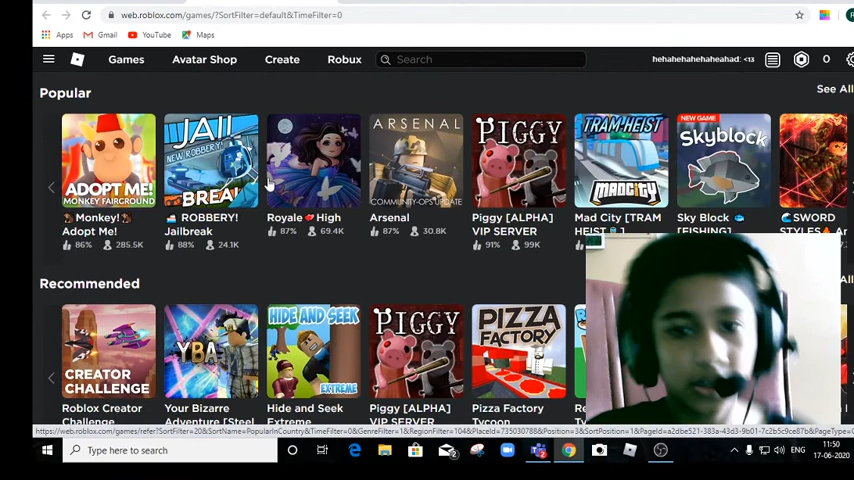 web.roblox.com/games/?SortFilter=default&TimeFilter=0
Apps Gmail YouTube Maps
Games Avatar Shop Create Robux Search hehahehahehaheahad: <13 0
Popular See All
ADOPT ME!
MONKEY FAIRGROUND
JAIL
NEW ROBBERY!
BREAK
ARSENAL
COMMUNITY-OPS UPDATE
PIGGY
TRAM-HEIST
MADCITY
NEW GAME
SKYBLOCK
Monkey!
Adopt Me!
86% 285.5K
ROBBERY!
Jailbreak
88% 24.1K
Royale High
87% 69.4K
Arsenal
87% 30.8K
Piggy [ALPHA]
VIP SERVER
91% 99K
Mad City [TRAM
HEIST
Sky Block
[FISHING]
SWORD
STYLES
Recommended
CREATOR
CHALLENGE
YBA
HIDE AND SEEK
EXTREME
PIGGY
PIZZA
FACTORY
Roblox Creator
Challenge
Your Bizarre
Adventure [Steel
Hide and Seek
Extreme
Piggy [ALPHA]
VIP SERVER
Pizza Factory
Tycoon
Type here to search
ENG
11:50
17-06-2020